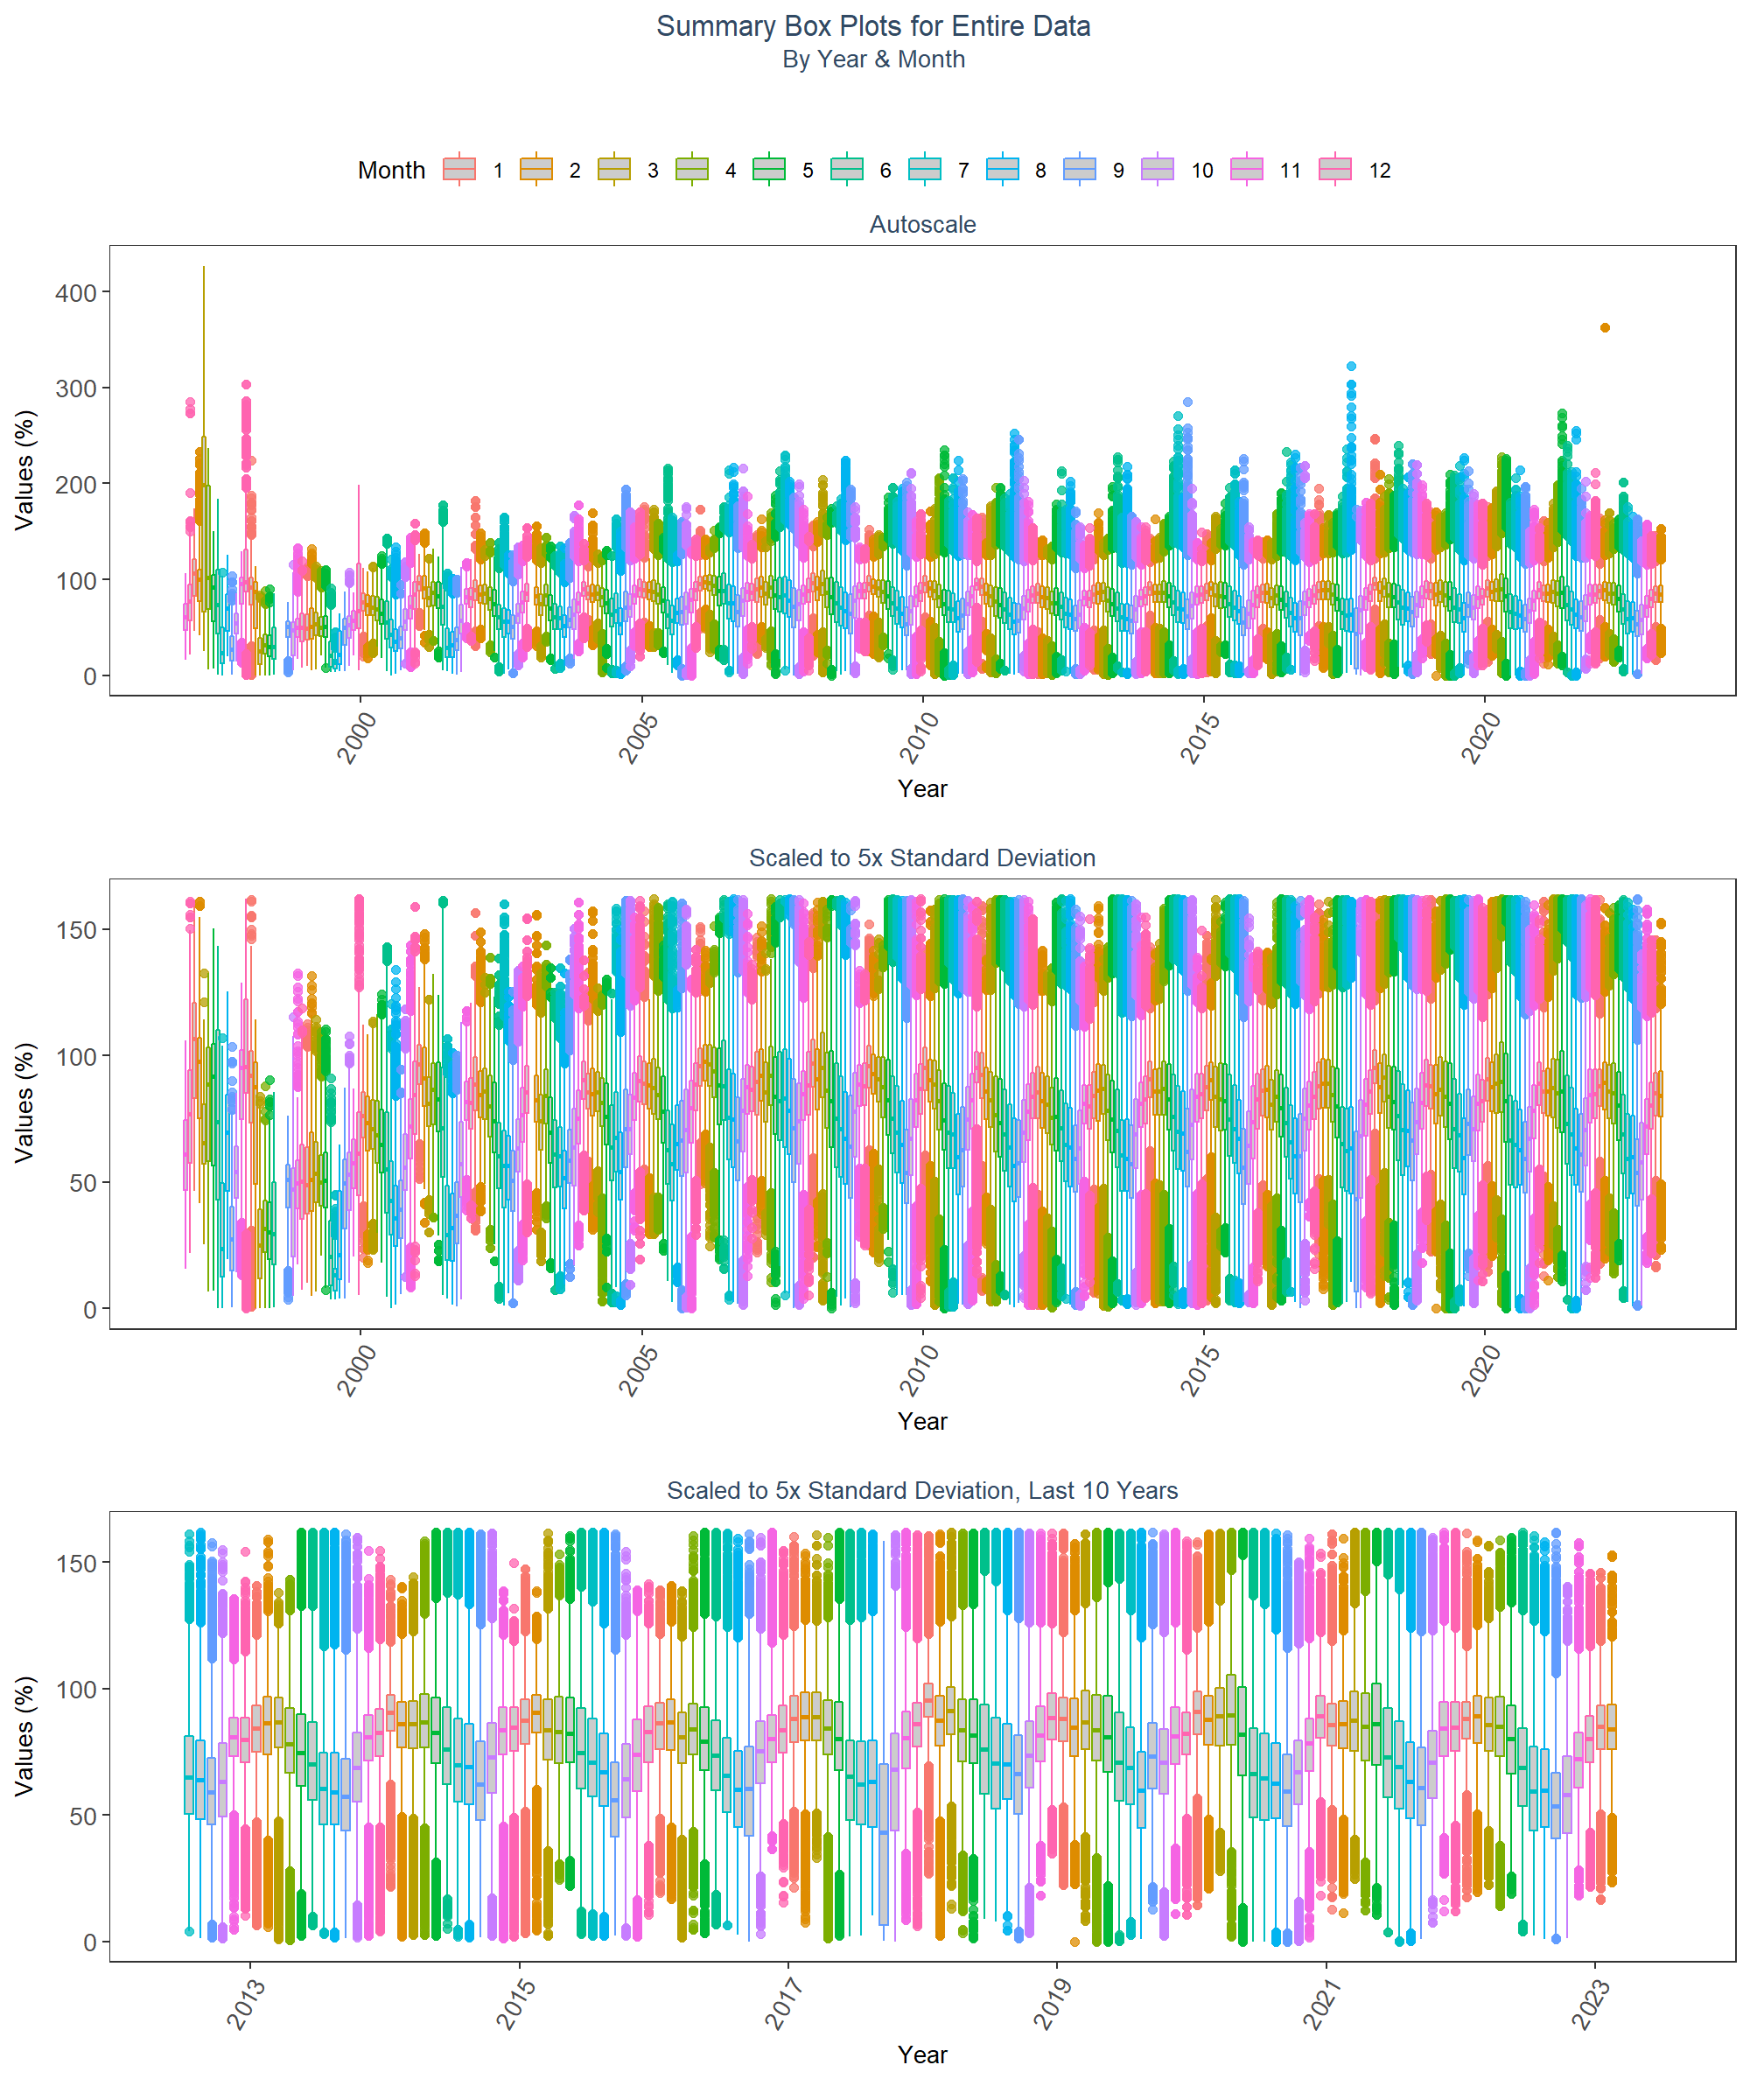 Summary Box Plots for Entire Data
By Year & Month
Month 1 2 3 4 5 6 7 8 9 10 11 12
Autoscale
Values (%)
400
300
200
100
0
2000 2005 2010 2015 2020
Year
Scaled to 5x Standard Deviation
Values (%)
150
100
50
0
2000 2005 2010 2015 2020
Year
Scaled to 5x Standard Deviation, Last 10 Years
Values (%)
150
100
50
0
2013 2015 2017 2019 2021 2023
Year